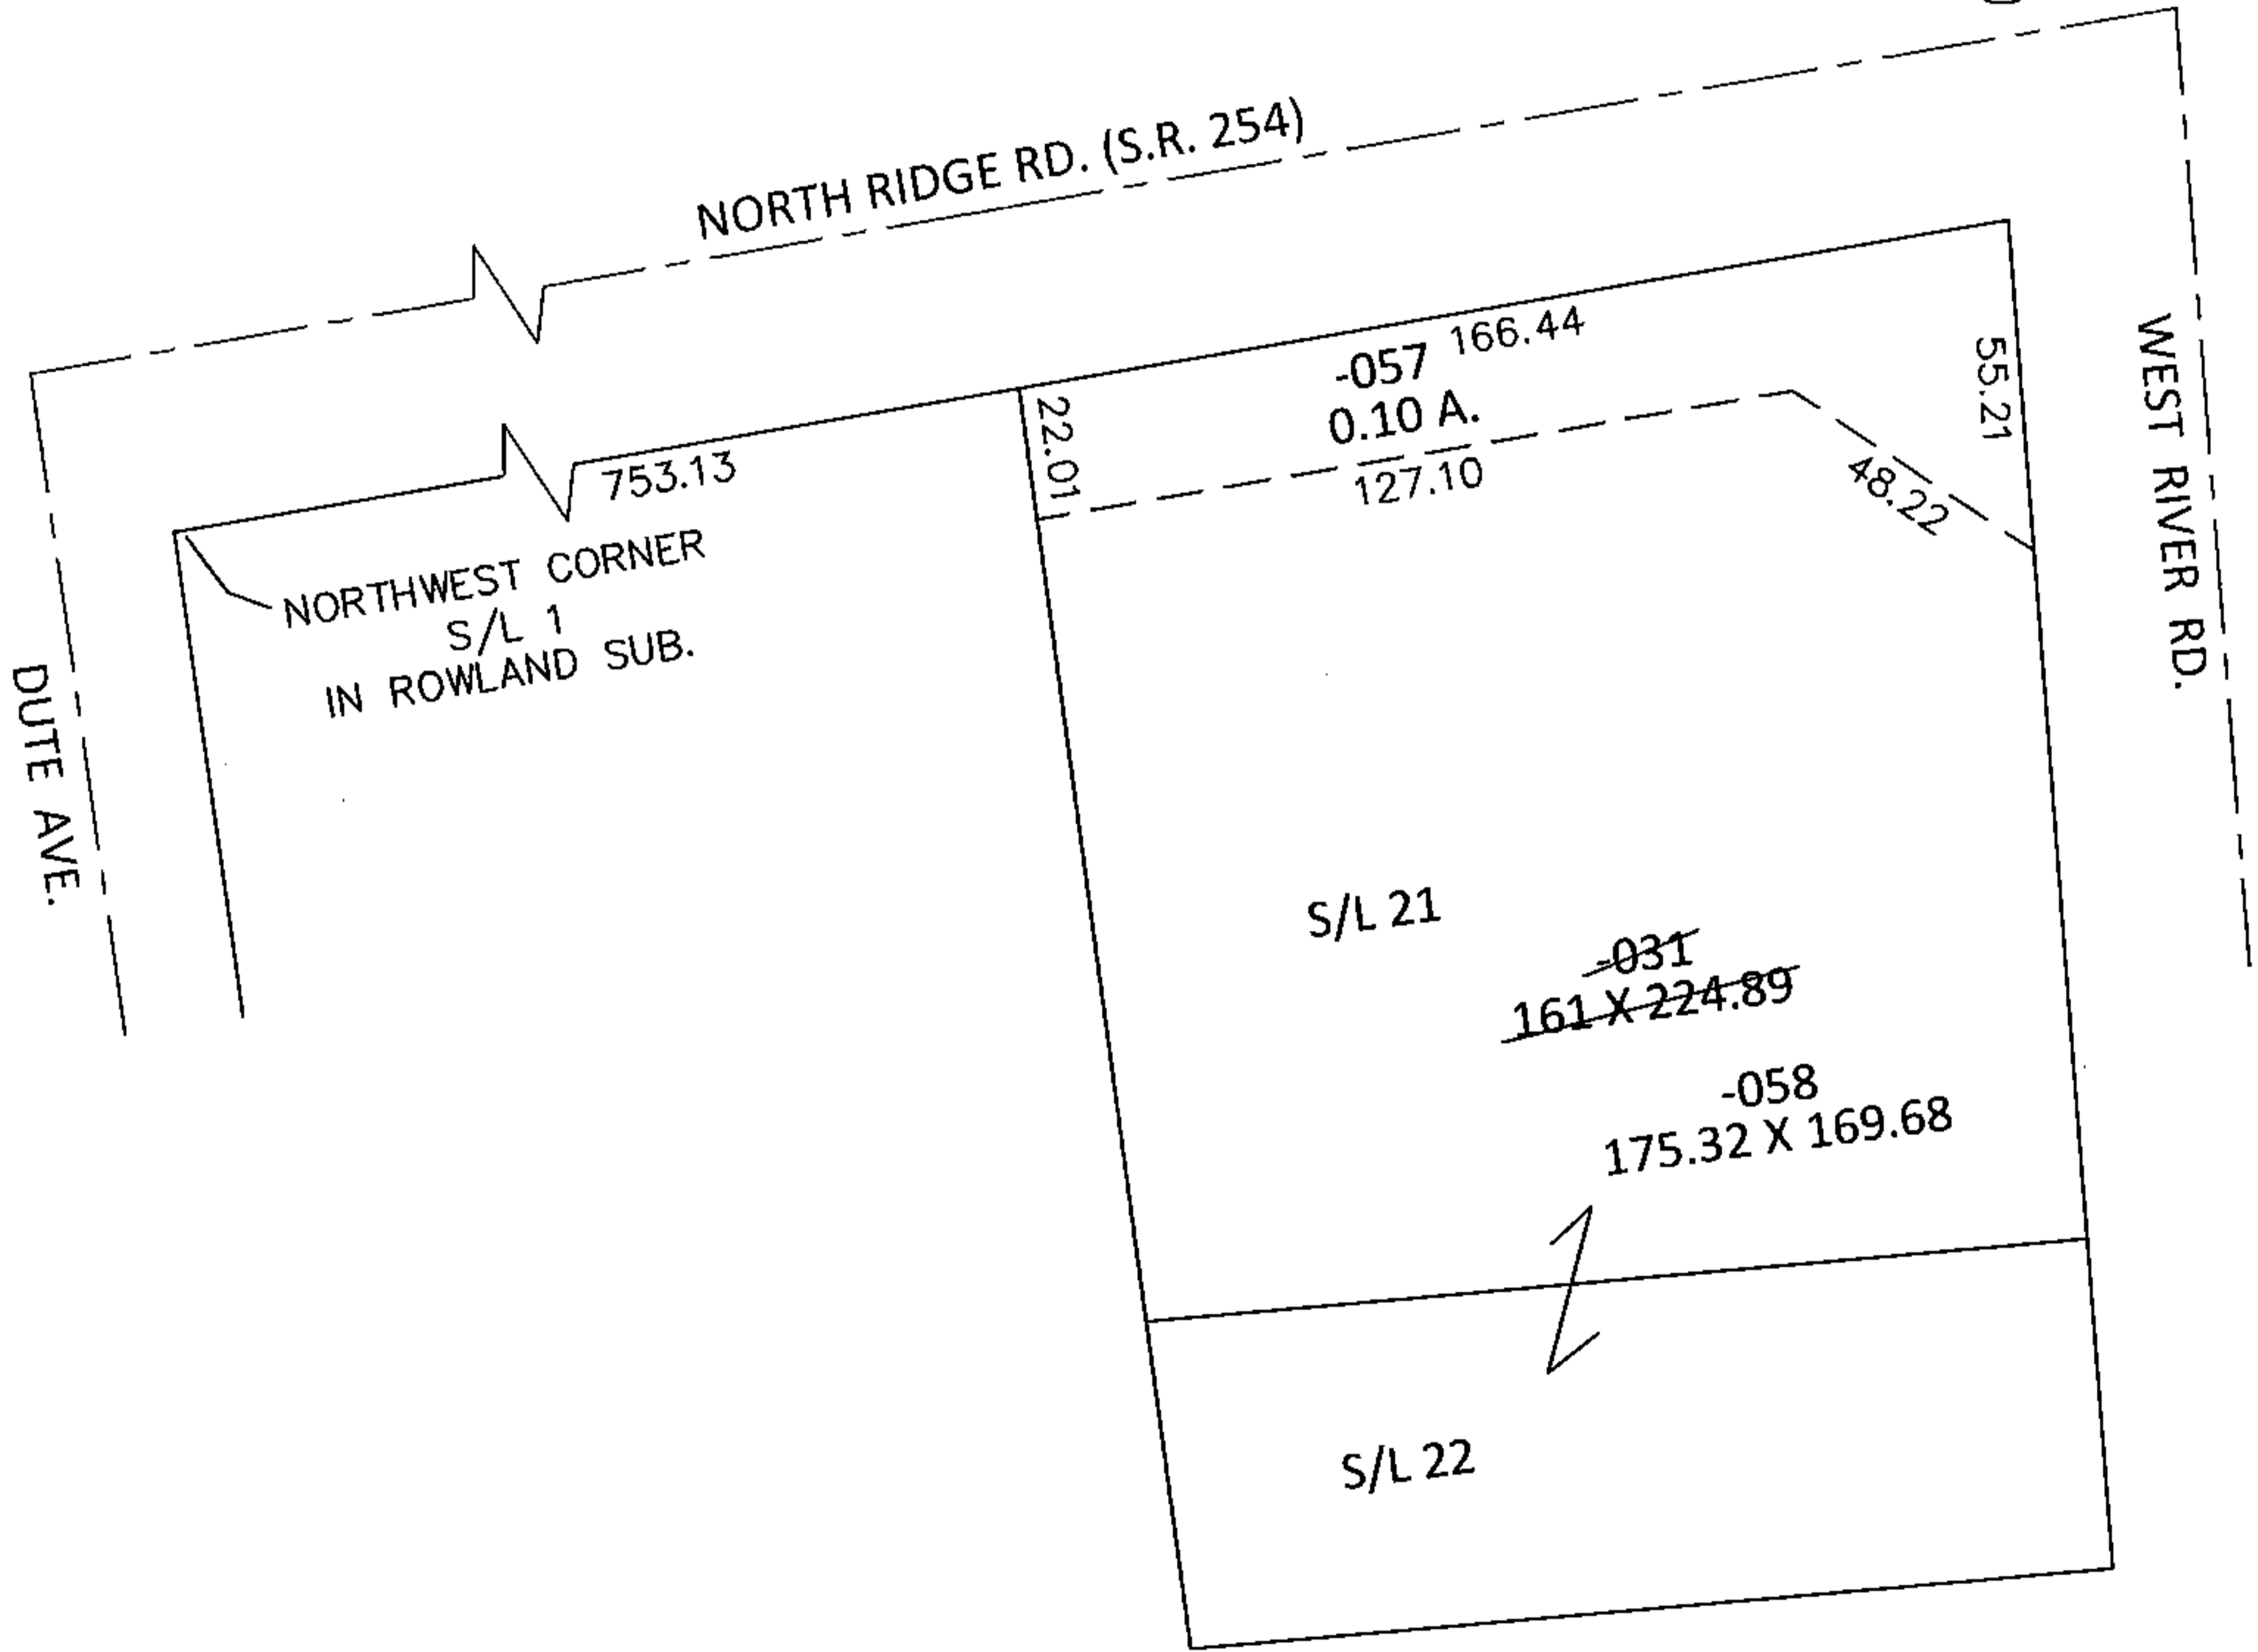 NORTH RIDGE RD. (S.R. 254)
-057 166.44
0.10 A.
22.01
127.10
55.21
48.22
WEST RIVER RD.
753.13
NORTHWEST CORNER
S/L 1
IN ROWLAND SUB.
DUTE AVE.
S/L 21
-031
161 X 224.89
-058
175.32 X 169.68
S/L 22